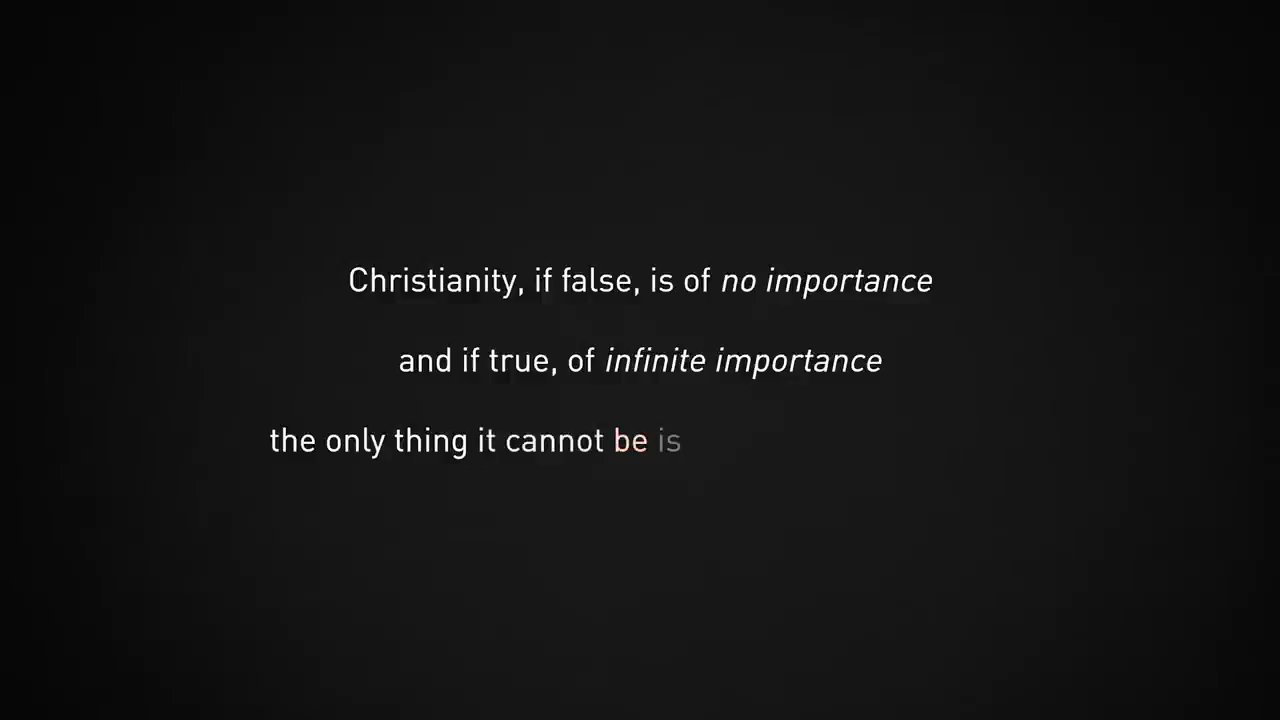 Christianity, if false, is of no importance
and if true, of infinite importance
the only thing it cannot be is